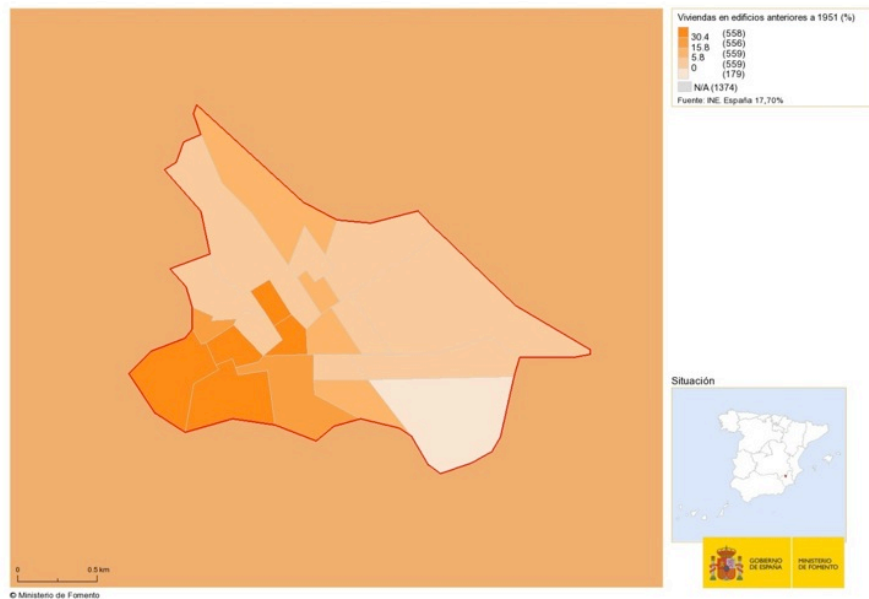 Viviendas en edificios anteriores a 1951 (%)
(558)
30.4
(556)
15.8
(559)
5.8
(559)
0
(179)
N/A (1374)
Fuente: INE. España 17,70%
Situación
0 0.5 km
GOBIERNO
DE ESPAÑA
MINISTERIO
DE FOMENTO
© Ministerio de Fomento